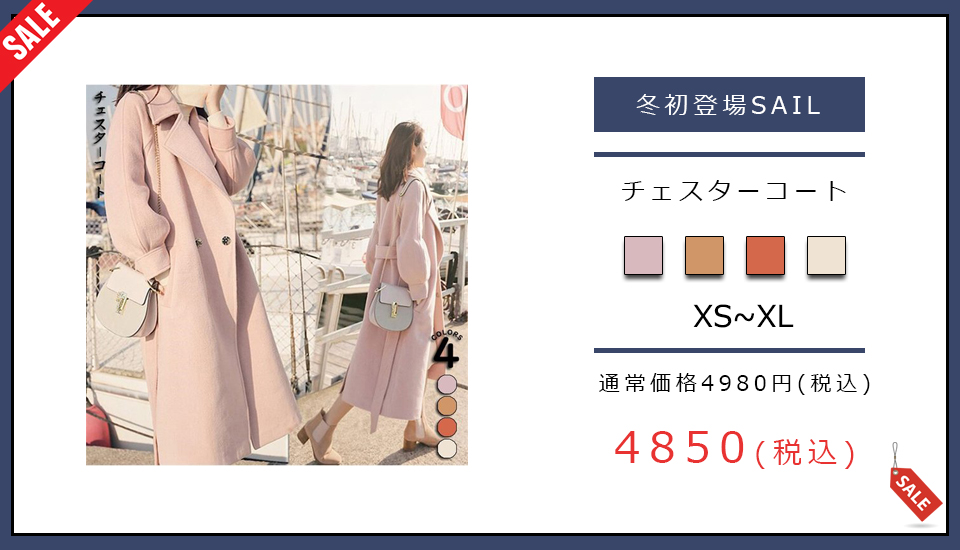 SALE
チェスターコート
COLORS
4
冬初登場SAIL
チェスターコート
XS~XL
通常価格4980円(税込)
4850(税込)
SALE